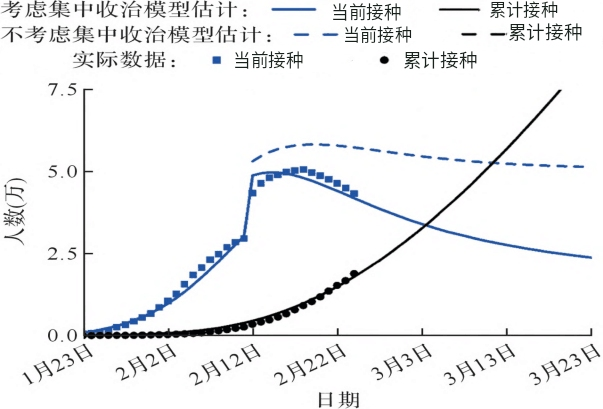 考虑集中收治模型估计： 当前接种 累计接种
不考虑集中收治模型估计： 当前接种 累计接种
实际数据： 当前接种 累计接种
7.5
5.0
2.5
0.0
人数(万)
1月23日 2月2日 2月12日 2月22日 3月3日 3月13日 3月23日
日期